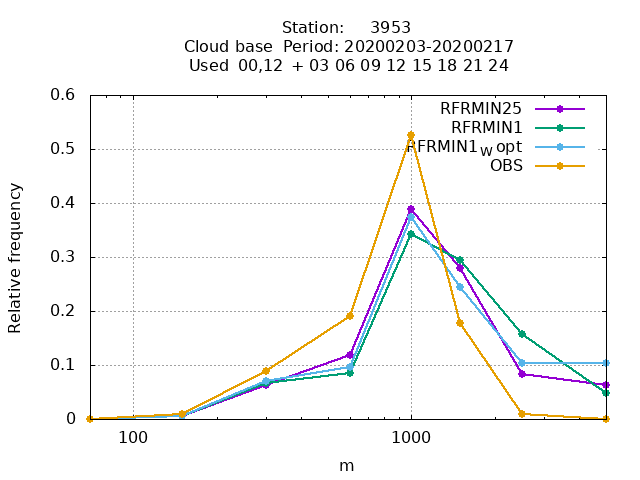 Station: 3953
Cloud base Period: 20200203-20200217
Used 00,12 + 03 06 09 12 15 18 21 24
0.6
RFRMIN25
RFRMIN1
0.5
RFRMIN1W opt
OBS
0.4
0.3
0.2
0.1
0
Relative frequency
100
1000
m